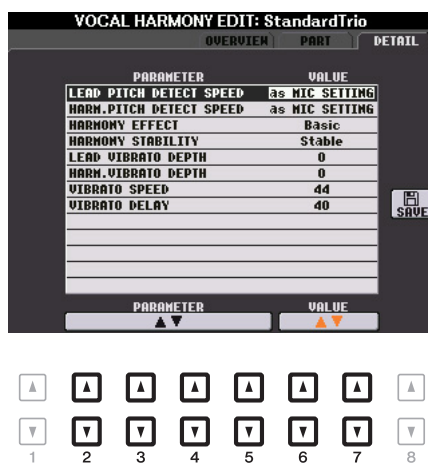 VOCAL HARMONY EDIT: StandardTrio
OVERVIEW PART DETAIL
PARAMETER VALUE
LEAD PITCH DETECT SPEED as MIC SETTING
HARM.PITCH DETECT SPEED as MIC SETTING
HARMONY EFFECT Basic
HARMONY STABILITY Stable
LEAD VIBRATO DEPTH 0
HARM.VIBRATO DEPTH 0
VIBRATO SPEED 44
VIBRATO DELAY 40
SAVE
PARAMETER VALUE
1 2 3 4 5 6 7 8